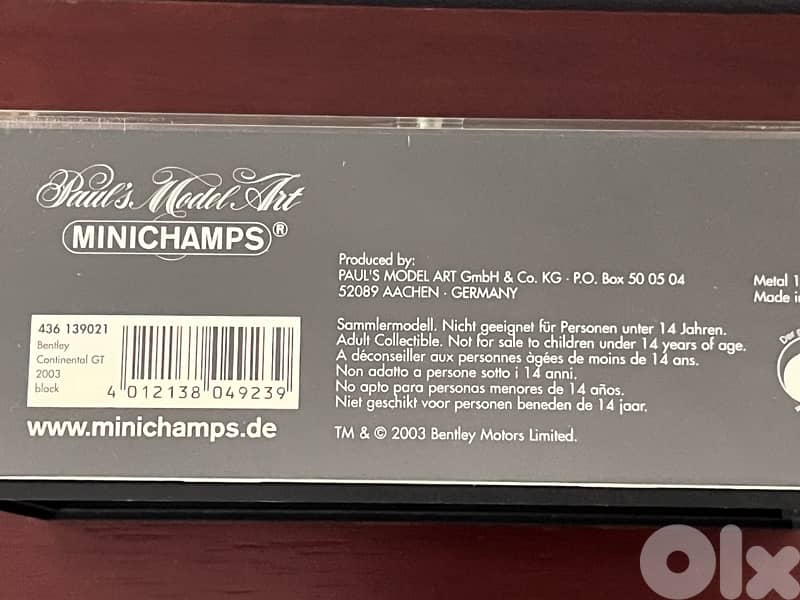 Paul's Model Art
MINICHAMPS®
436 139021
Bentley
Continental GT
2003
black
4 012138 049239
www.minichamps.de
Produced by:
PAUL'S MODEL ART GmbH & Co. KG · P.O. Box 50 05 04
52089 AACHEN · GERMANY
Sammlermodell. Nicht geeignet für Personen unter 14 Jahren.
Adult Collectible. Not for sale to children under 14 years of age.
A déconseiller aux personnes âgées de moins de 14 ans.
Non adatto a persone sotto i 14 anni.
No apto para personas menores de 14 años.
Niet geschikt voor personen beneden de 14 jaar.
TM & © 2003 Bentley Motors Limited.
Metal
Made in
Der
Olx